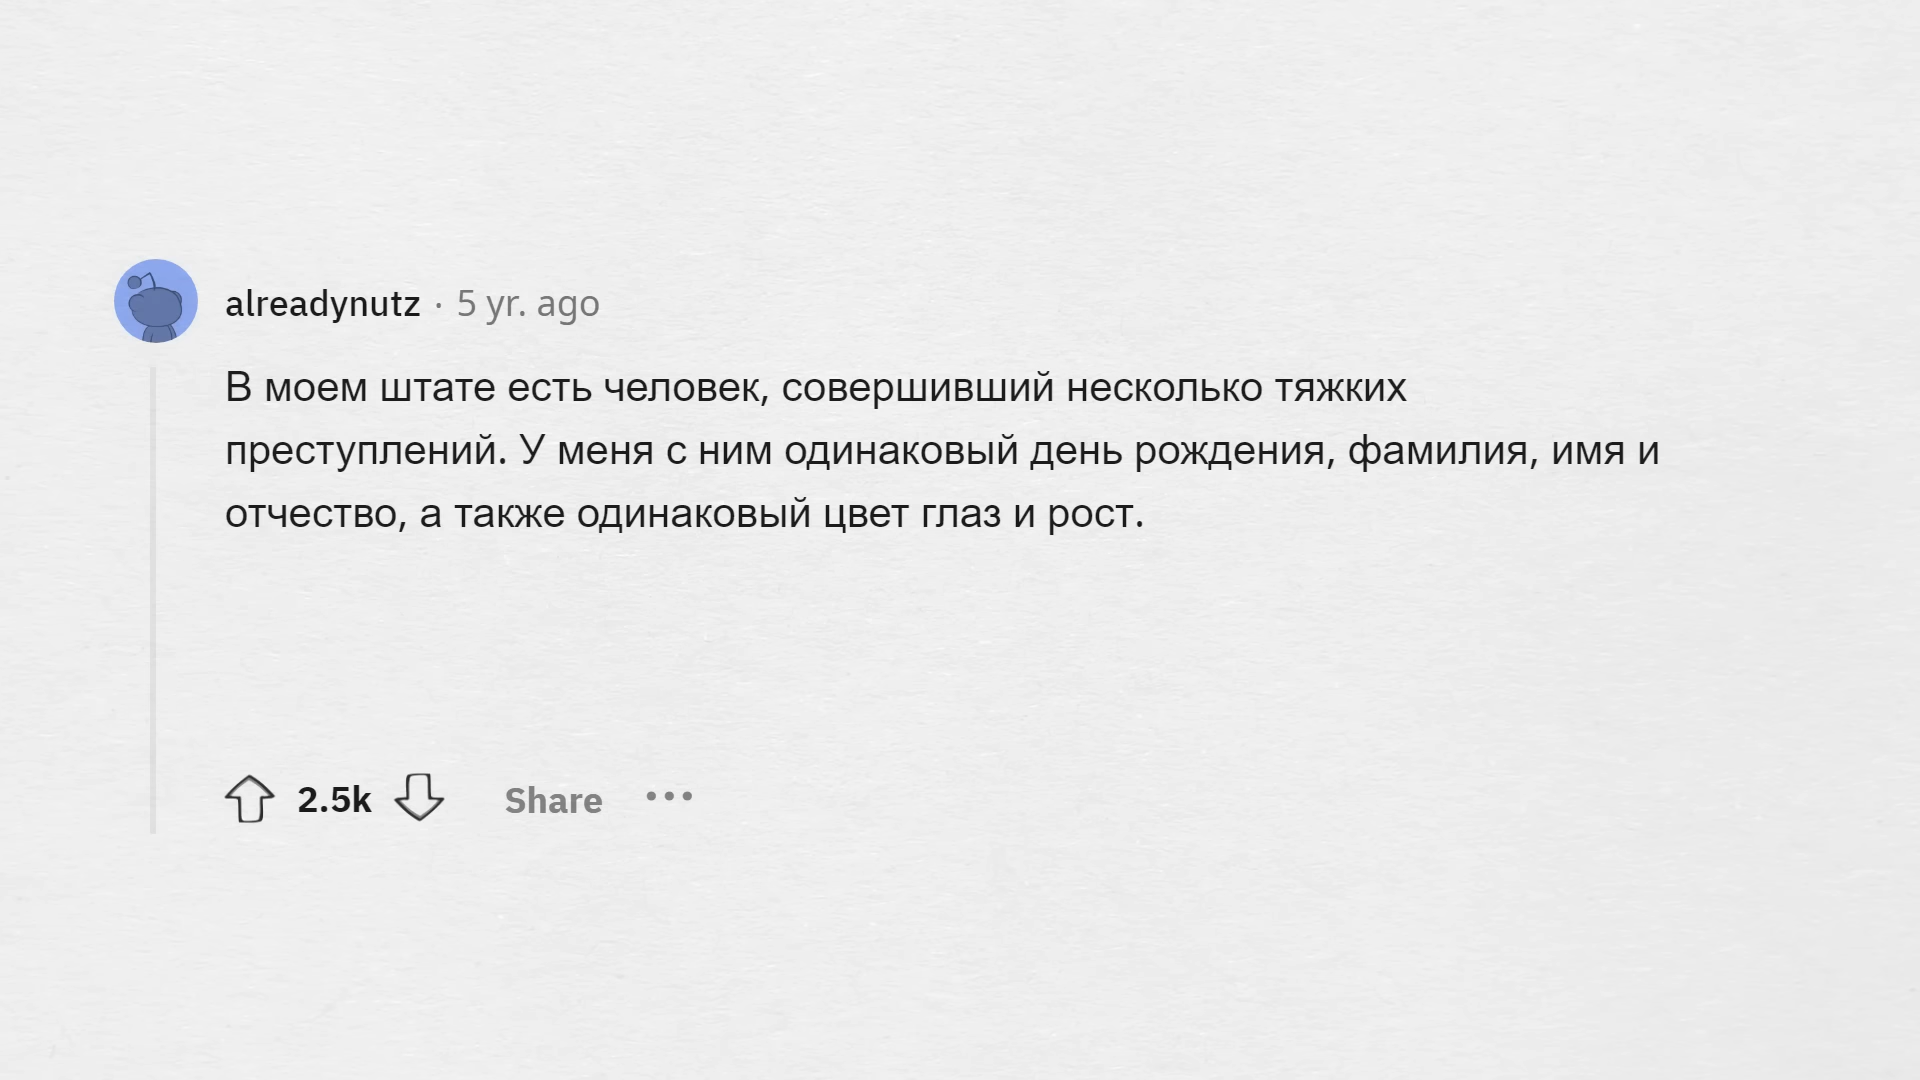 alreadynutz · 5 yr. ago
В моем штате есть человек, совершивший несколько тяжких
преступлений. У меня с ним одинаковый день рождения, фамилия, имя и
отчество, а также одинаковый цвет глаз и рост.
2.5k Share ...